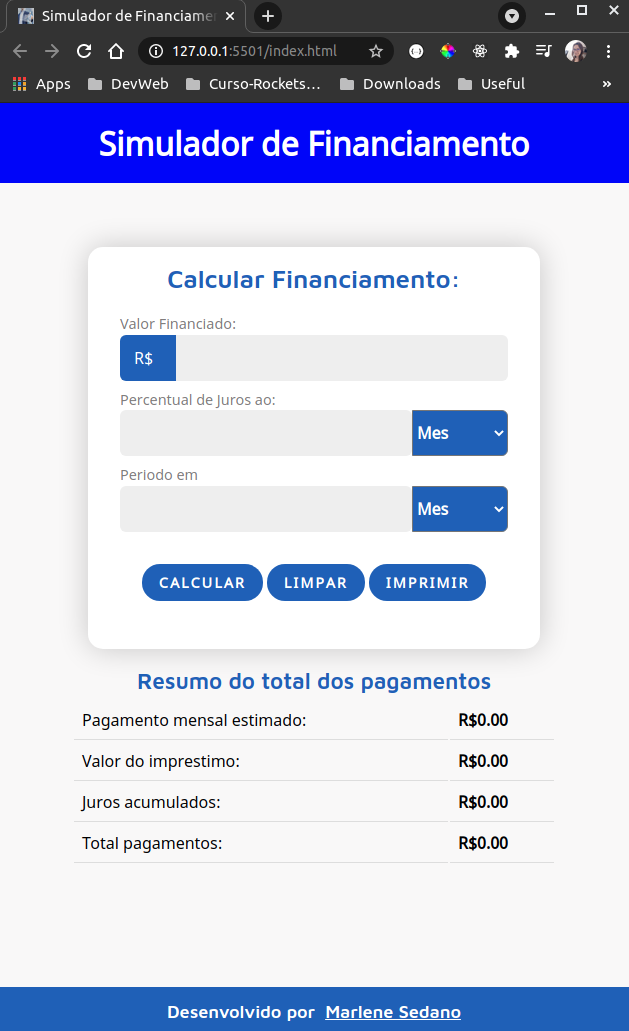 Simulador de Financiamen
127.0.0.1:5501/index.html
Apps DevWeb Curso-Rockets... Downloads Useful »
Simulador de Financiamento
Calcular Financiamento:
Valor Financiado:
R$
Percentual de Juros ao:
Mes
Periodo em
Mes
CALCULAR LIMPAR IMPRIMIR
Resumo do total dos pagamentos
Pagamento mensal estimado: R$0.00
Valor do imprestimo: R$0.00
Juros acumulados: R$0.00
Total pagamentos: R$0.00
Desenvolvido por Marlene Sedano